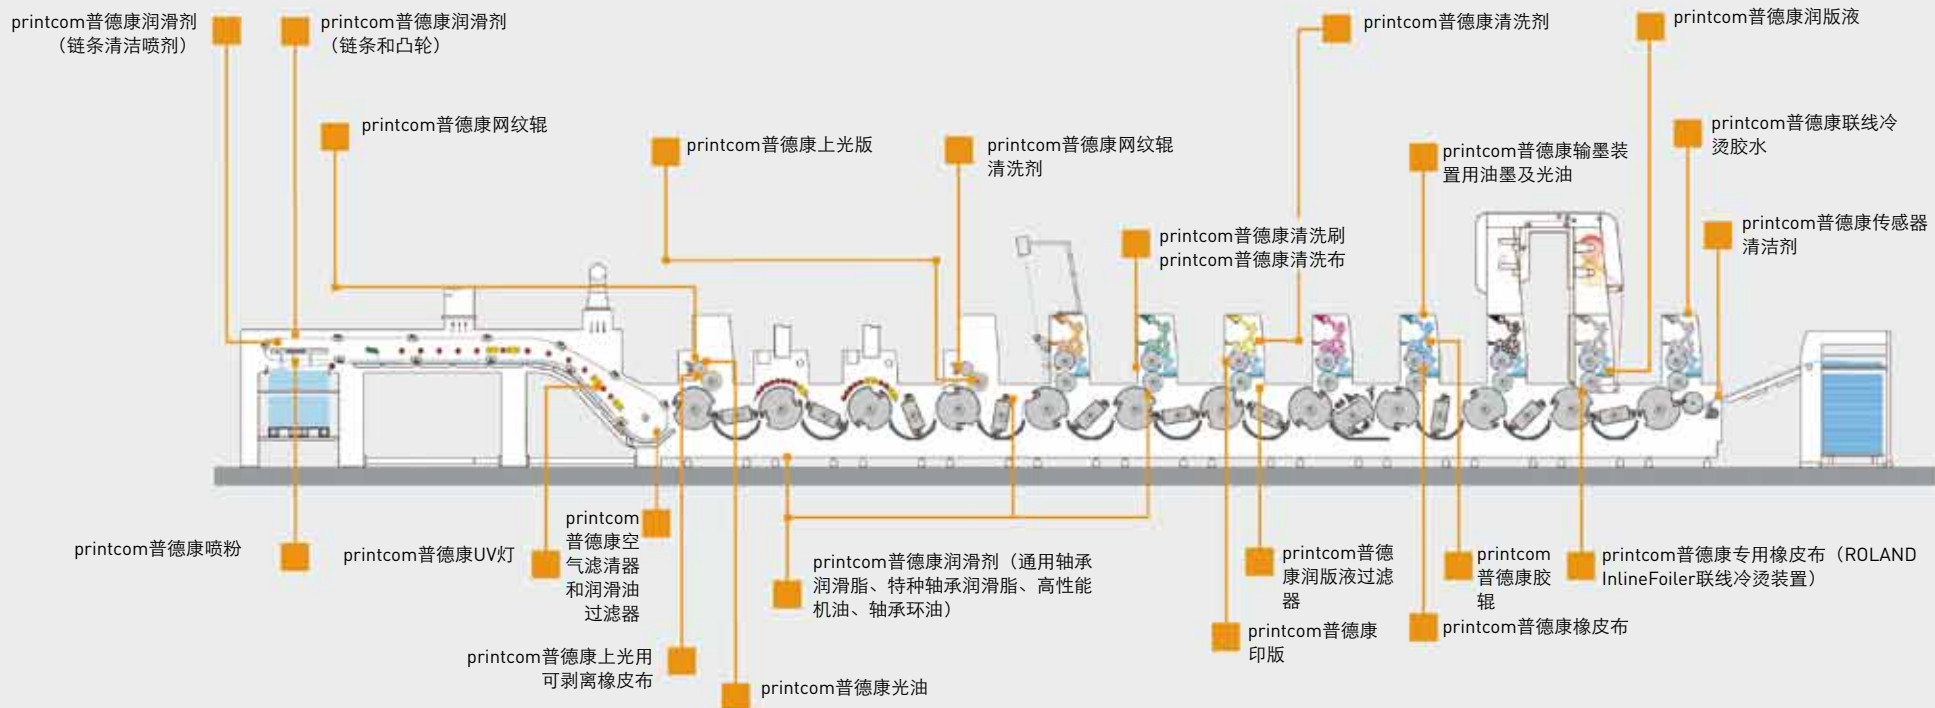 printcom普德康润滑剂
（链条清洁喷剂）
printcom普德康润滑剂
（链条和凸轮）
printcom普德康清洗剂
printcom普德康润版液
printcom普德康网纹辊
printcom普德康上光版
printcom普德康网纹辊
清洗剂
printcom普德康输墨装
置用油墨及光油
printcom普德康联线冷
烫胶水
printcom普德康清洗刷
printcom普德康清洗布
printcom普德康传感器
清洁剂
printcom普德康喷粉
printcom普德康UV灯
printcom
普德康空
气滤清器
和润滑油
过滤器
printcom普德康润滑剂（通用轴承
润滑脂、特种轴承润滑脂、高性能
机油、轴承环油）
printcom普德
康润版液过滤
器
printcom
普德康胶
辊
printcom普德康专用橡皮布（ROLAND
InlineFoiler联线冷烫装置）
printcom普德康
印版
printcom普德康橡皮布
printcom普德康上光用
可剥离橡皮布
printcom普德康光油